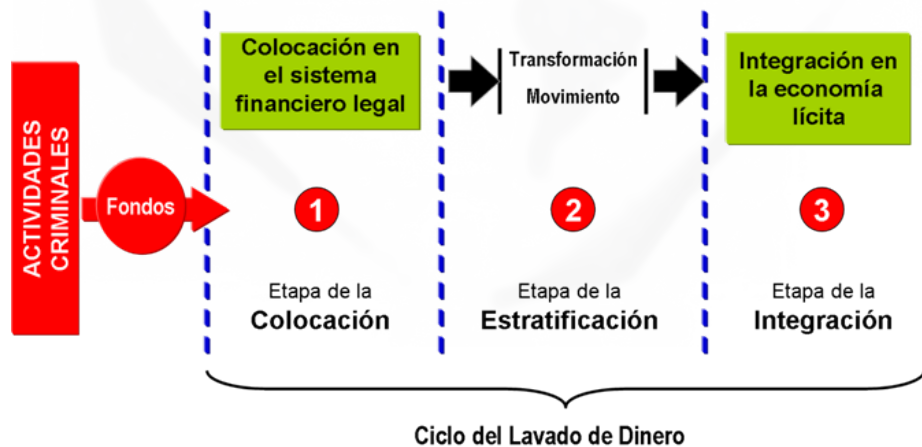 ACTIVIDADES
CRIMINALES
Fondos
Colocación en
el sistema
financiero legal
Transformación
Movimiento
Integración en
la economía
lícita
1
2
3
Etapa de la
Colocación
Etapa de la
Estratificación
Etapa de la
Integración
Ciclo del Lavado de Dinero